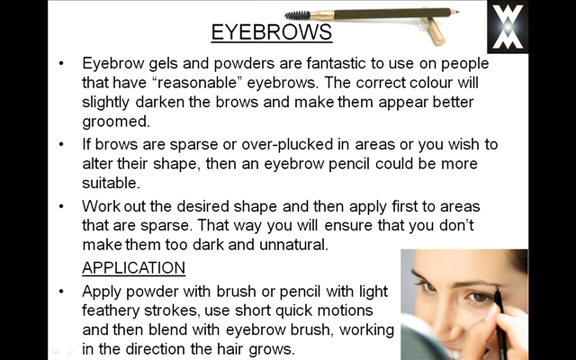 EYEBROWS
WM
• Eyebrow gels and powders are fantastic to use on people
that have “reasonable” eyebrows. The correct colour will
slightly darken the brows and make them appear better
groomed.
• If brows are sparse or over-plucked in areas or you wish to
alter their shape, then an eyebrow pencil could be more
suitable.
• Work out the desired shape and then apply first to areas
that are sparse. That way you will ensure that you don’t
make them too dark and unnatural.
APPLICATION
• Apply powder with brush or pencil with light
feathery strokes, use short quick motions
and then blend with eyebrow brush, working
in the direction the hair grows.